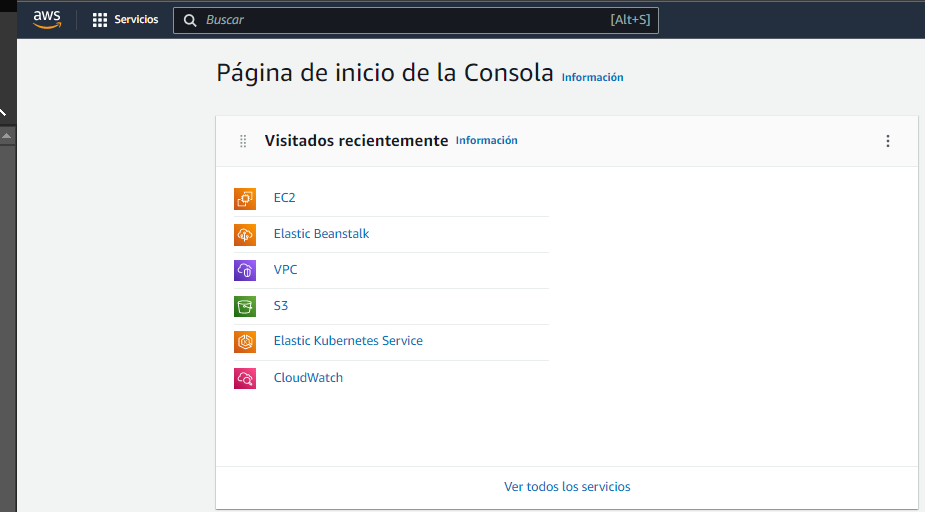 aws Servicios Buscar [Alt+S]
Página de inicio de la Consola Información
Visitados recientemente Información
EC2
Elastic Beanstalk
VPC
S3
Elastic Kubernetes Service
CloudWatch
Ver todos los servicios